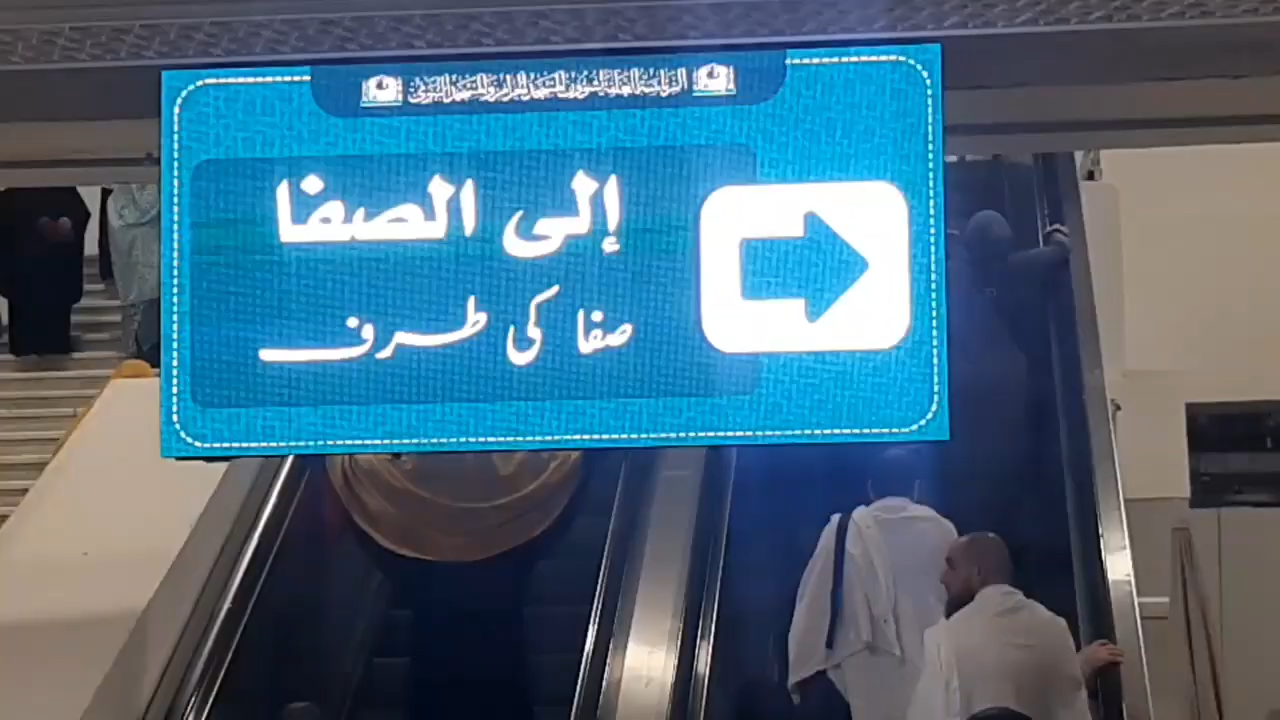 الرئاسة العامة لشؤون المسجد الحرام والمسجد النبوي
إلى الصفا
صفا کی طرف